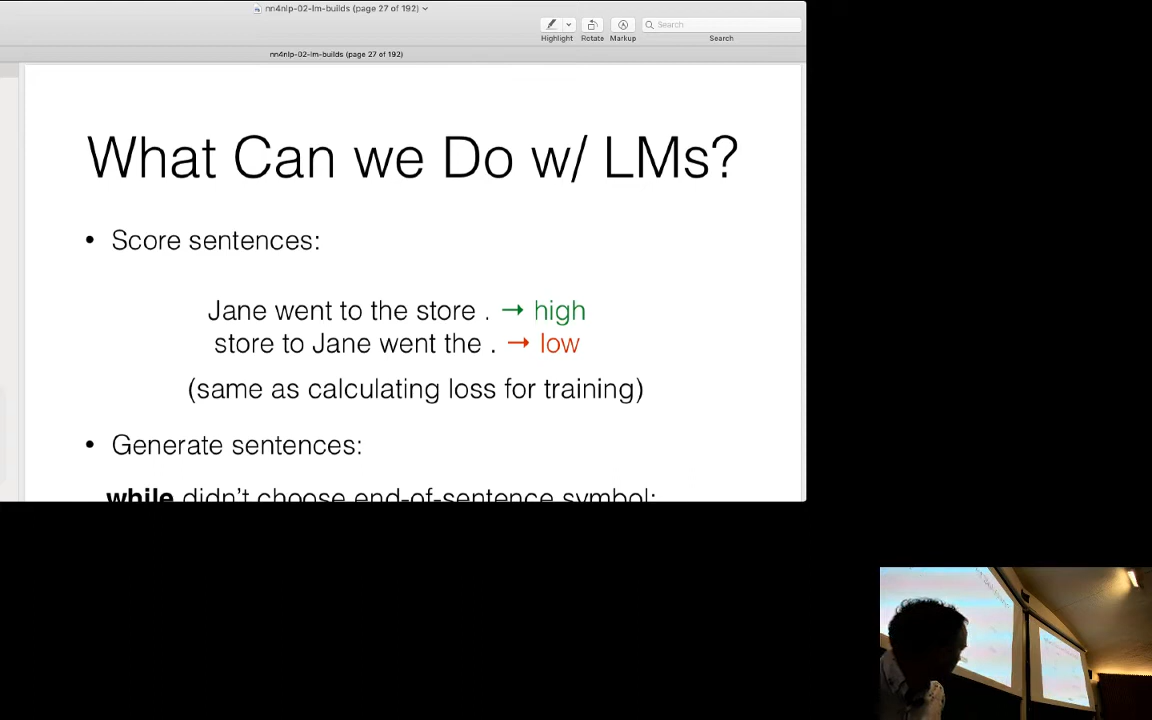 nn4nlp-02-lm-builds (page 27 of 192)
Search
Highlight Rotate Markup Search
nn4nlp-02-lm-builds (page 27 of 192)
What Can we Do w/ LMs?
• Score sentences:
Jane went to the store . → high
store to Jane went the . → low
(same as calculating loss for training)
• Generate sentences:
while didn't choose end-of-sentence symbol: